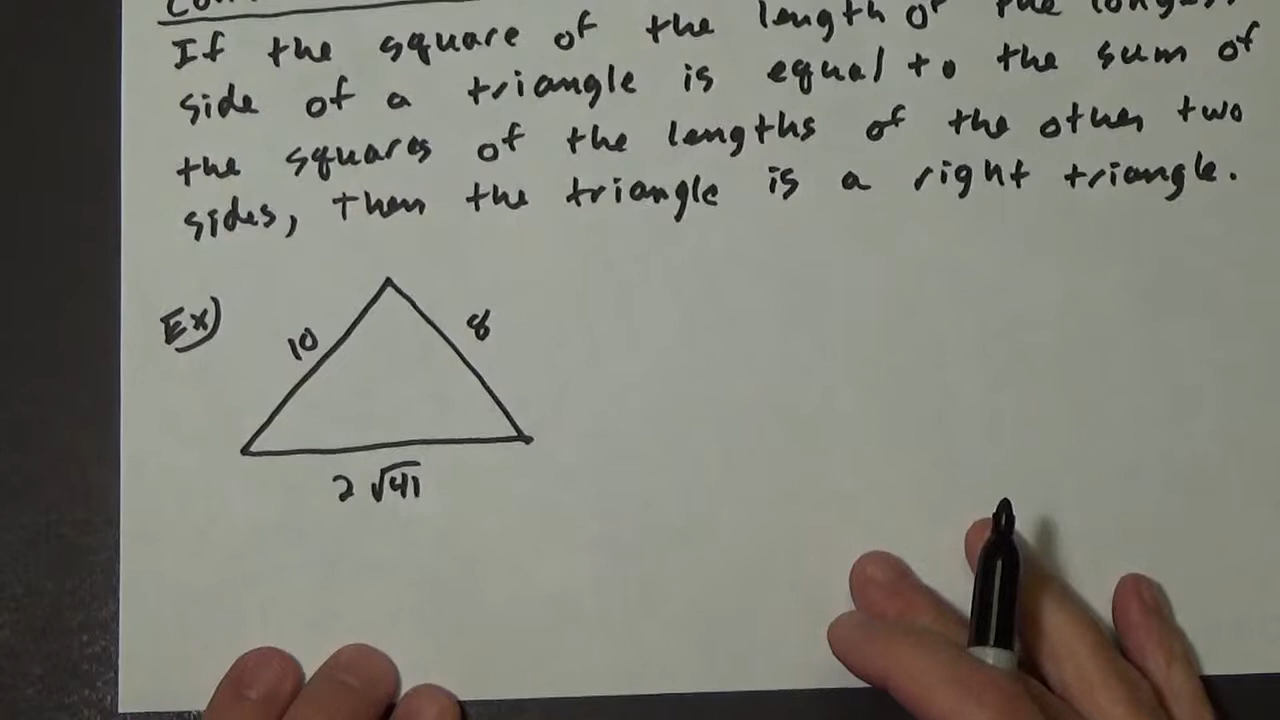 If the square of the length of the longest
side of a triangle is equal to the sum of
the squares of the lengths of the other two
sides, then the triangle is a right triangle.
Ex)
10
8
2 √41